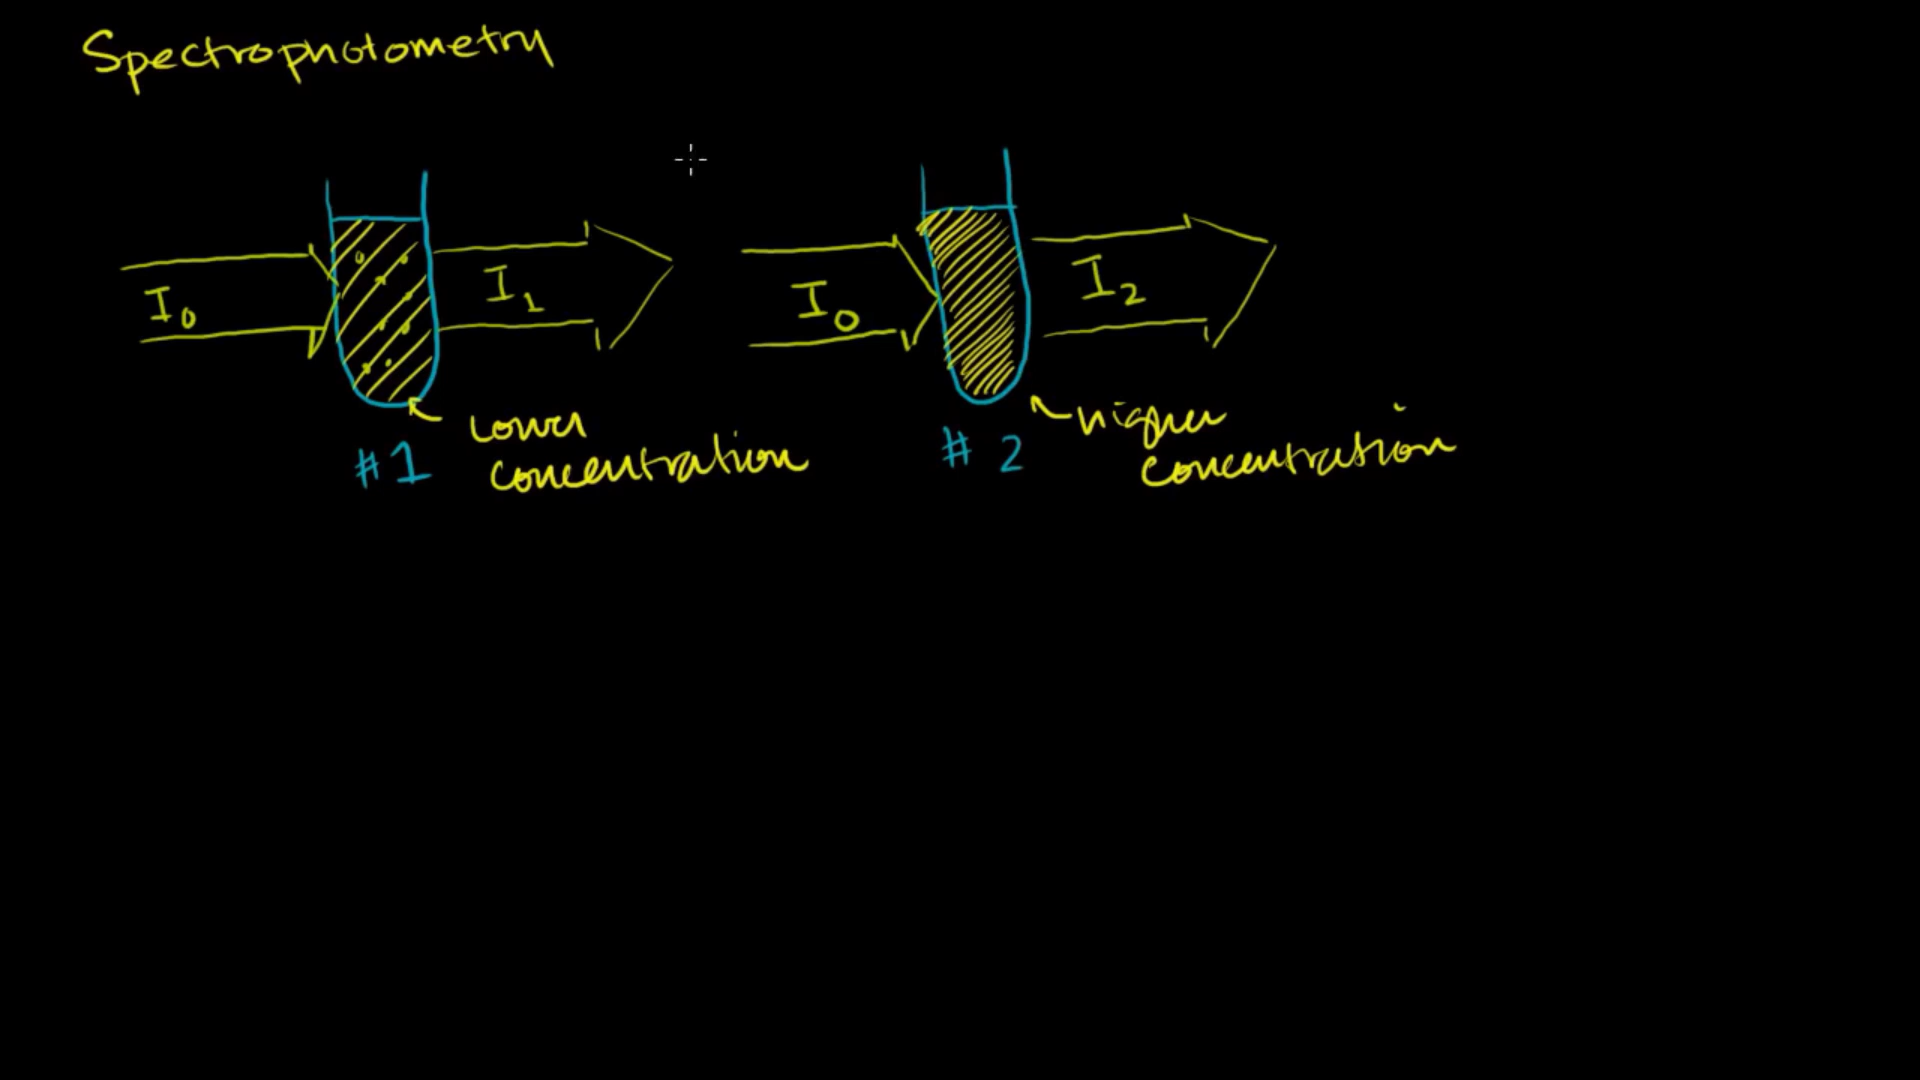 Spectrophotometry
I0
I1
I0
I2
#1
Lower
concentration
#2
higher
concentration